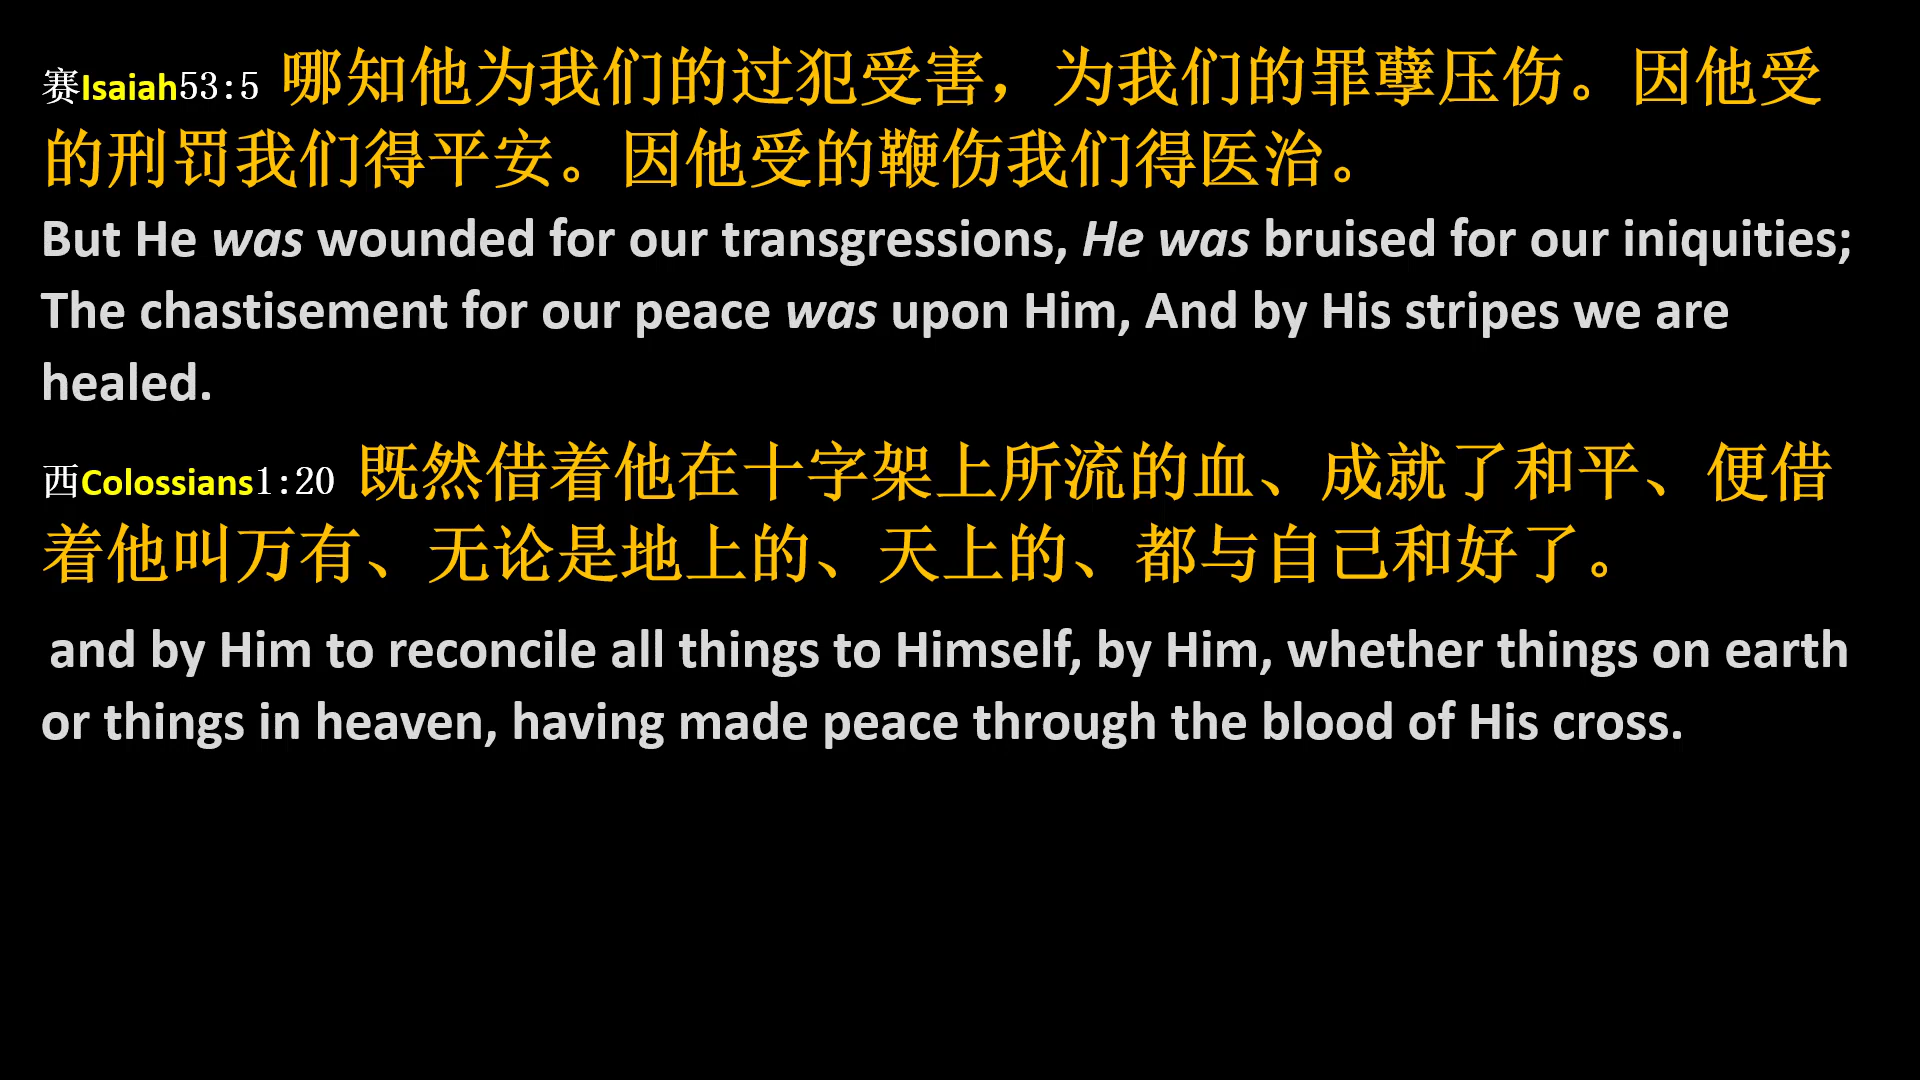 赛Isaiah53:5 哪知他为我们的过犯受害，为我们的罪孽压伤。因他受
的刑罚我们得平安。因他受的鞭伤我们得医治。
But He was wounded for our transgressions, He was bruised for our iniquities;
The chastisement for our peace was upon Him, And by His stripes we are
healed.
西Colossians1:20 既然借着他在十字架上所流的血、成就了和平、便借
着他叫万有、无论是地上的、天上的、都与自己和好了。
and by Him to reconcile all things to Himself, by Him, whether things on earth
or things in heaven, having made peace through the blood of His cross.